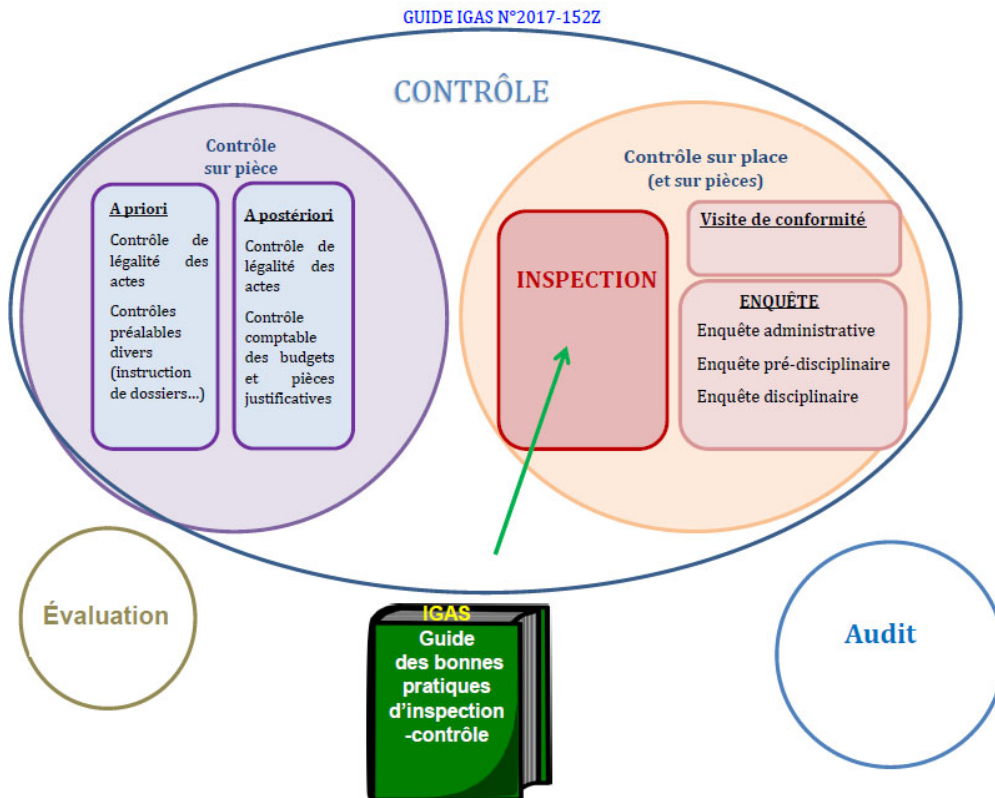 GUIDE IGAS N°2017-152Z
CONTRÔLE
Contrôle
sur pièce
A priori
Contrôle de
légalité des
actes
Contrôles
préalables
divers
(instruction
de dossiers...)
A postériori
Contrôle de
légalité des
actes
Contrôle
comptable
des budgets
et pièces
justificatives
Contrôle sur place
(et sur pièces)
INSPECTION
Visite de conformité
ENQUÊTE
Enquête administrative
Enquête pré-disciplinaire
Enquête disciplinaire
Évaluation
IGAS
Guide
des bonnes
pratiques
d'inspection
-contrôle
Audit